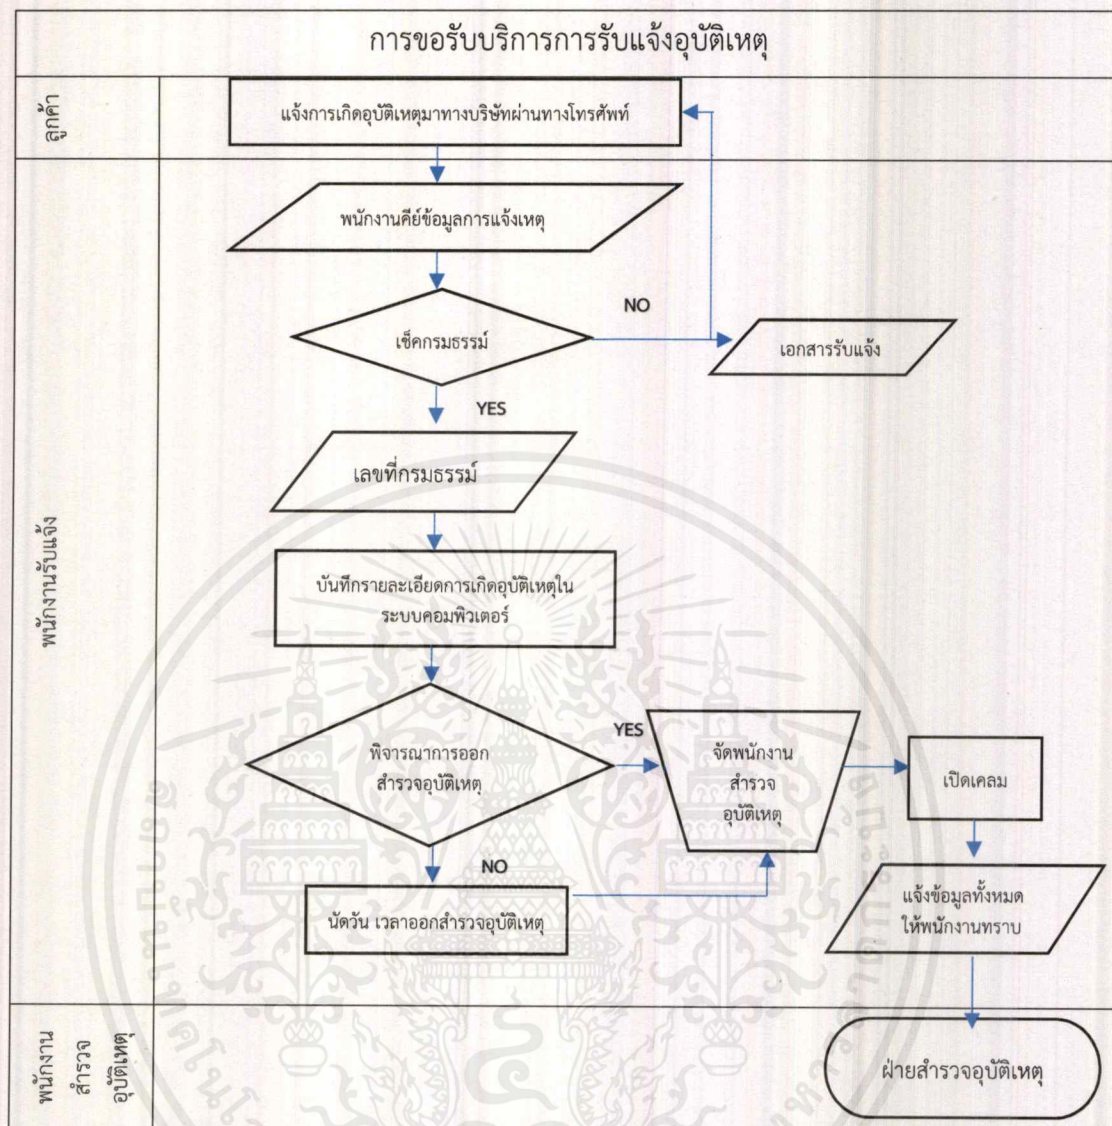 การขอรับบริการการรับแจ้งอุบัติเหตุ
ลูกค้า
แจ้งการเกิดอุบัติเหตุมาทางบริษัทผ่านทางโทรศัพท์
พนักงานรับแจ้ง
พนักงานคีย์ข้อมูลการแจ้งเหตุ
เช็คกรมธรรม์
NO
เอกสารรับแจ้ง
YES
เลขที่กรมธรรม์
บันทึกรายละเอียดการเกิดอุบัติเหตุใน
ระบบคอมพิวเตอร์
พิจารณาการออก
สำรวจอุบัติเหตุ
YES
จัดพนักงาน
สำรวจ
อุบัติเหตุ
เปิดเคลม
NO
นัดวัน เวลาออกสำรวจอุบัติเหตุ
แจ้งข้อมูลทั้งหมด
ให้พนักงานทราบ
พนักงาน
สำรวจ
อุบัติเหตุ
ฝ่ายสำรวจอุบัติเหตุ